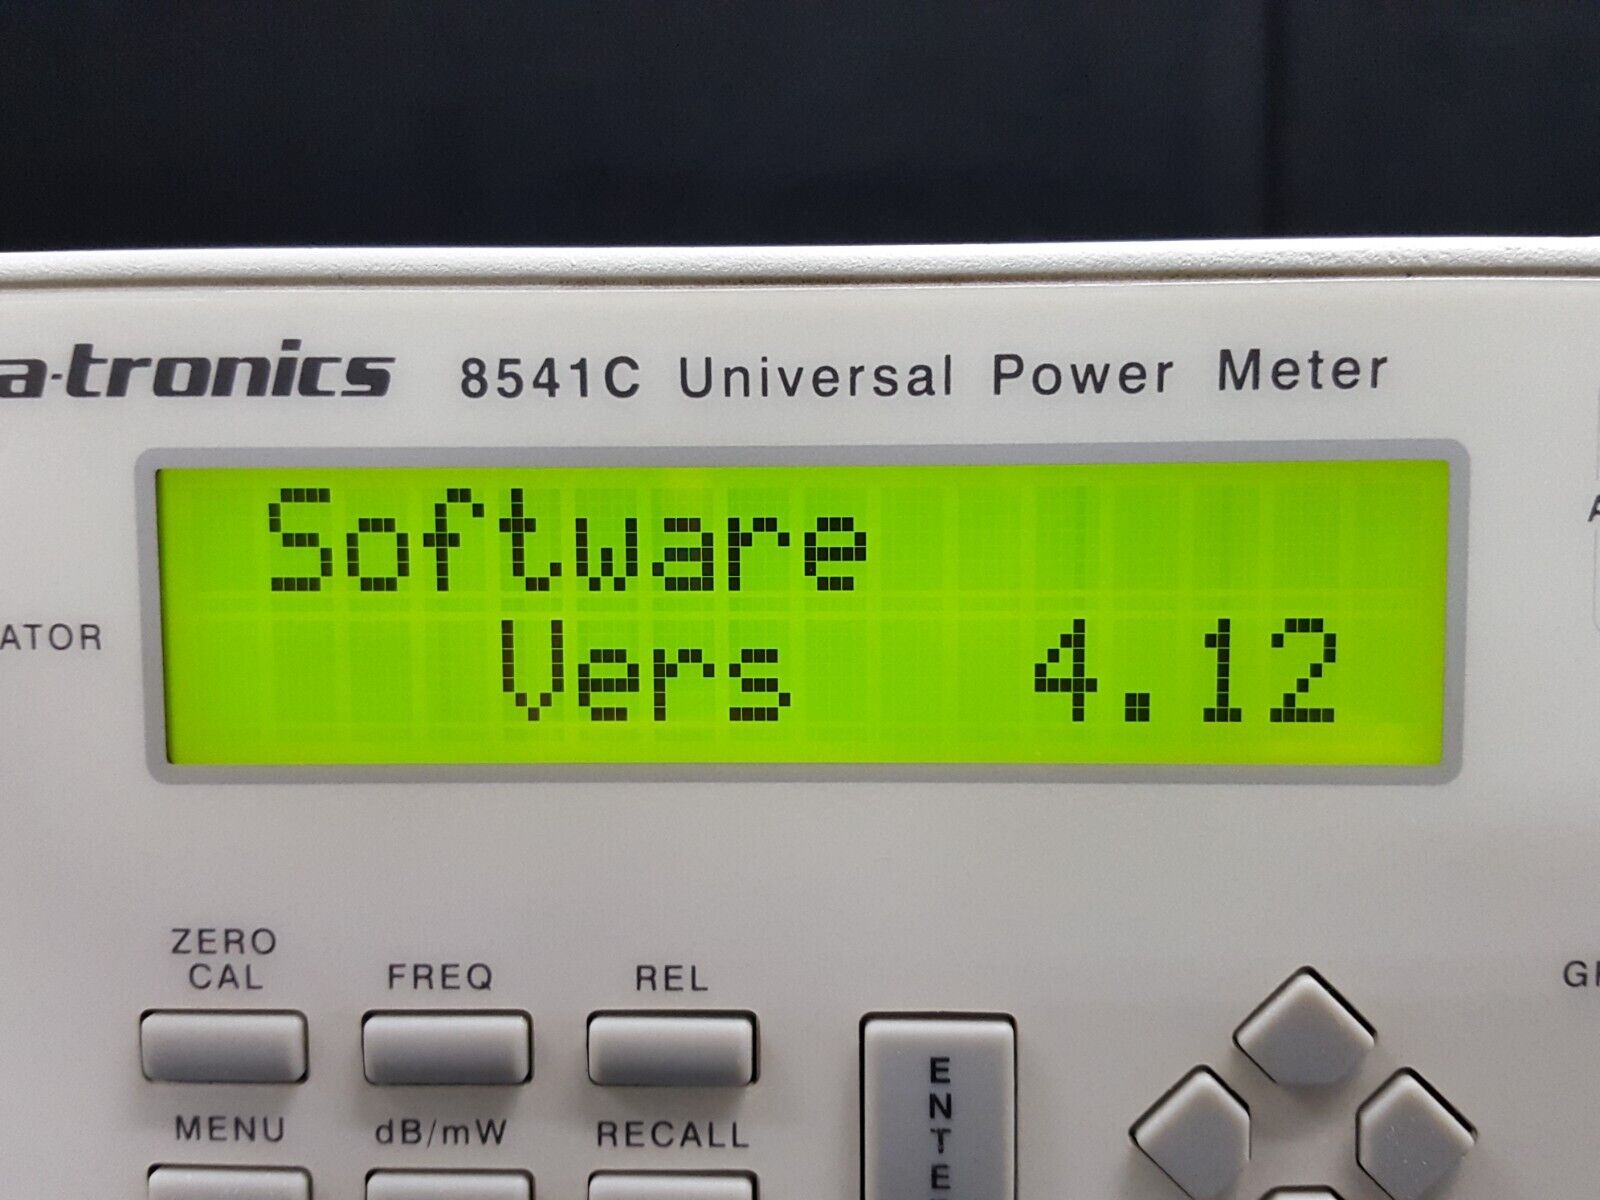 a-tronics 8541C Universal Power Meter
Software
Vers 4.12
ATOR
ZERO
CAL
FREQ
REL
MENU
dB/mW
RECALL
ENTE